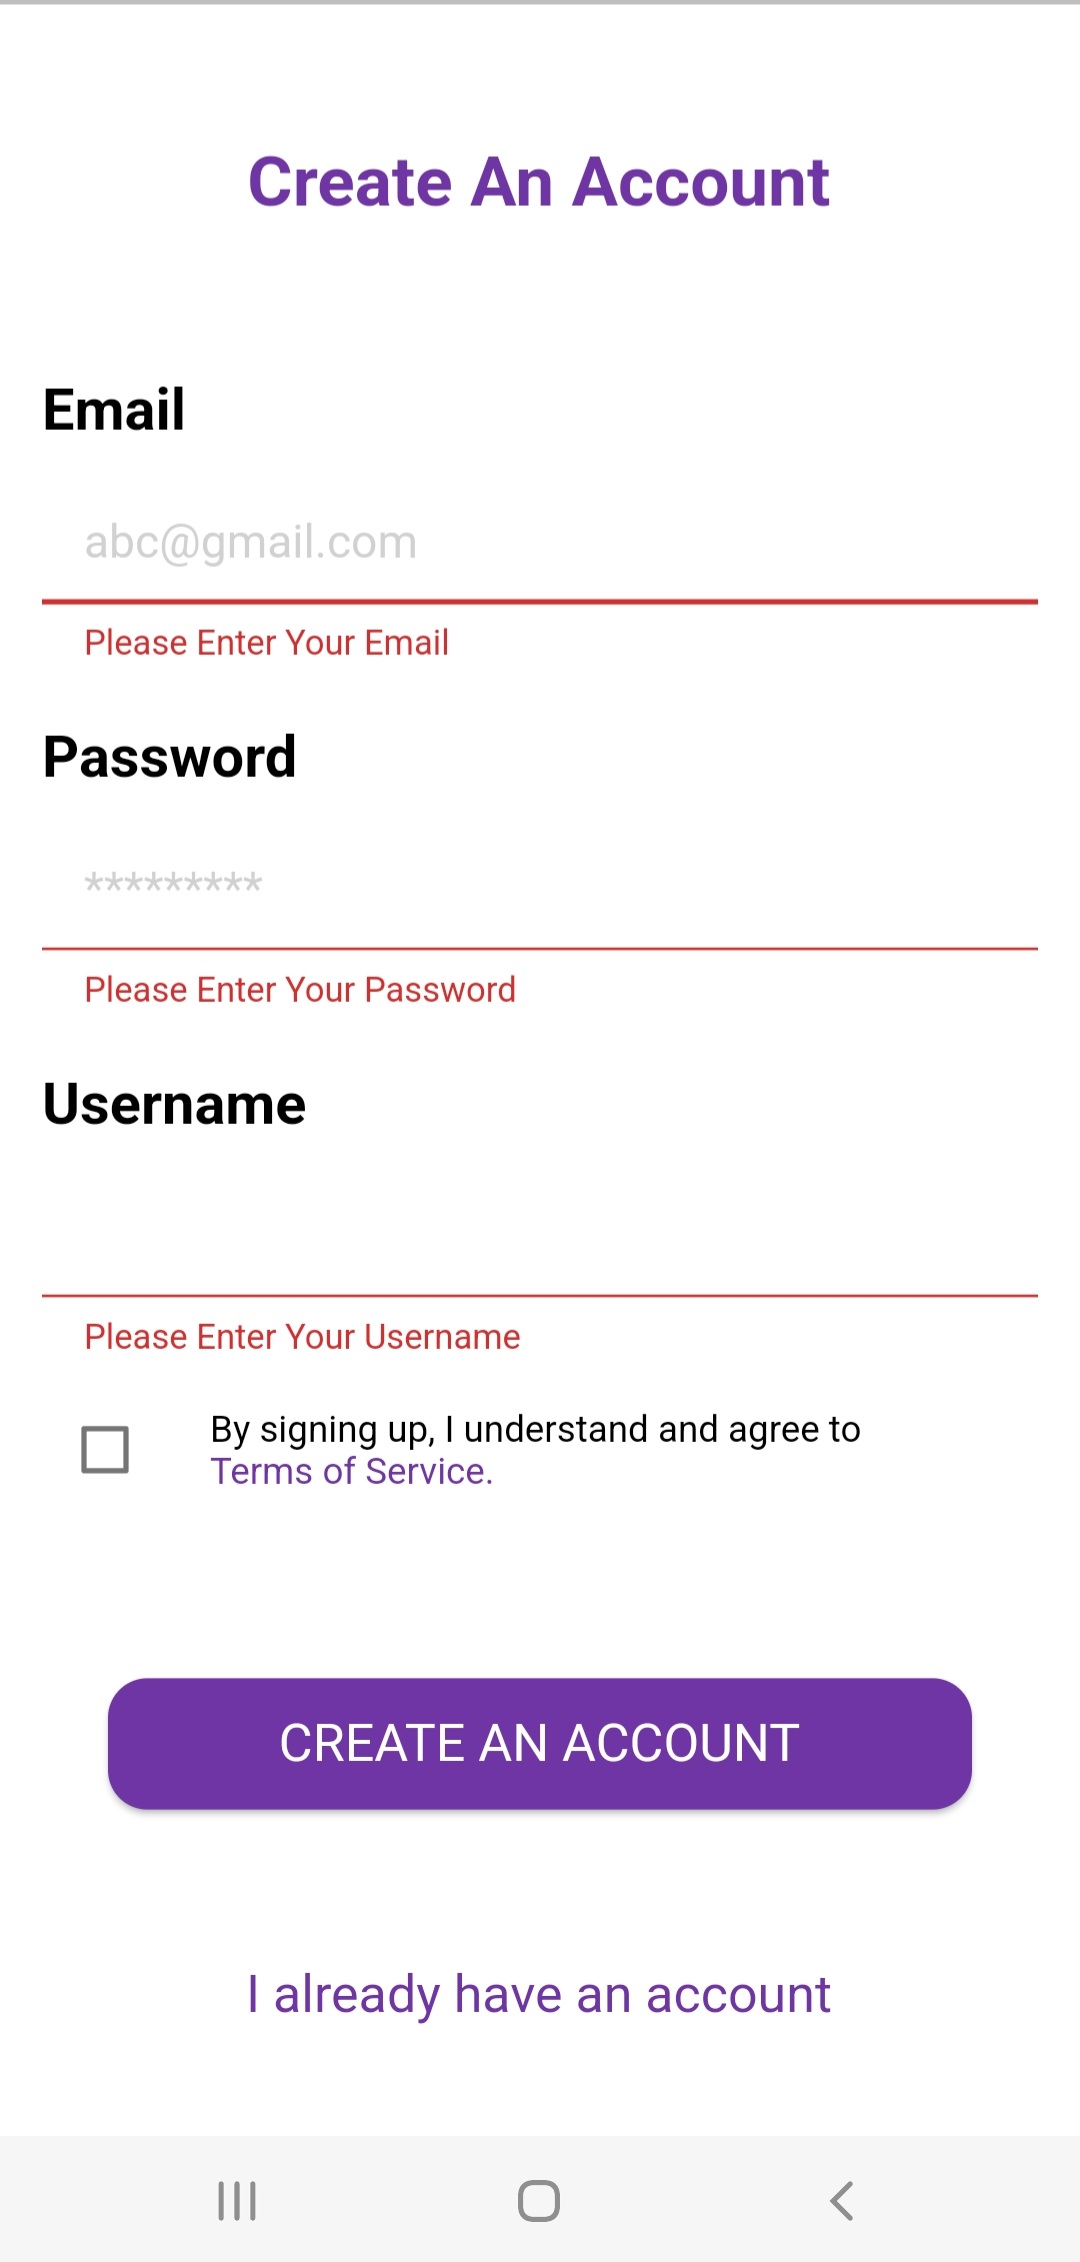 Create An Account
Email
abc@gmail.com
Please Enter Your Email
Password
*********
Please Enter Your Password
Username
Please Enter Your Username
By signing up, I understand and agree to
Terms of Service.
CREATE AN ACCOUNT
I already have an account